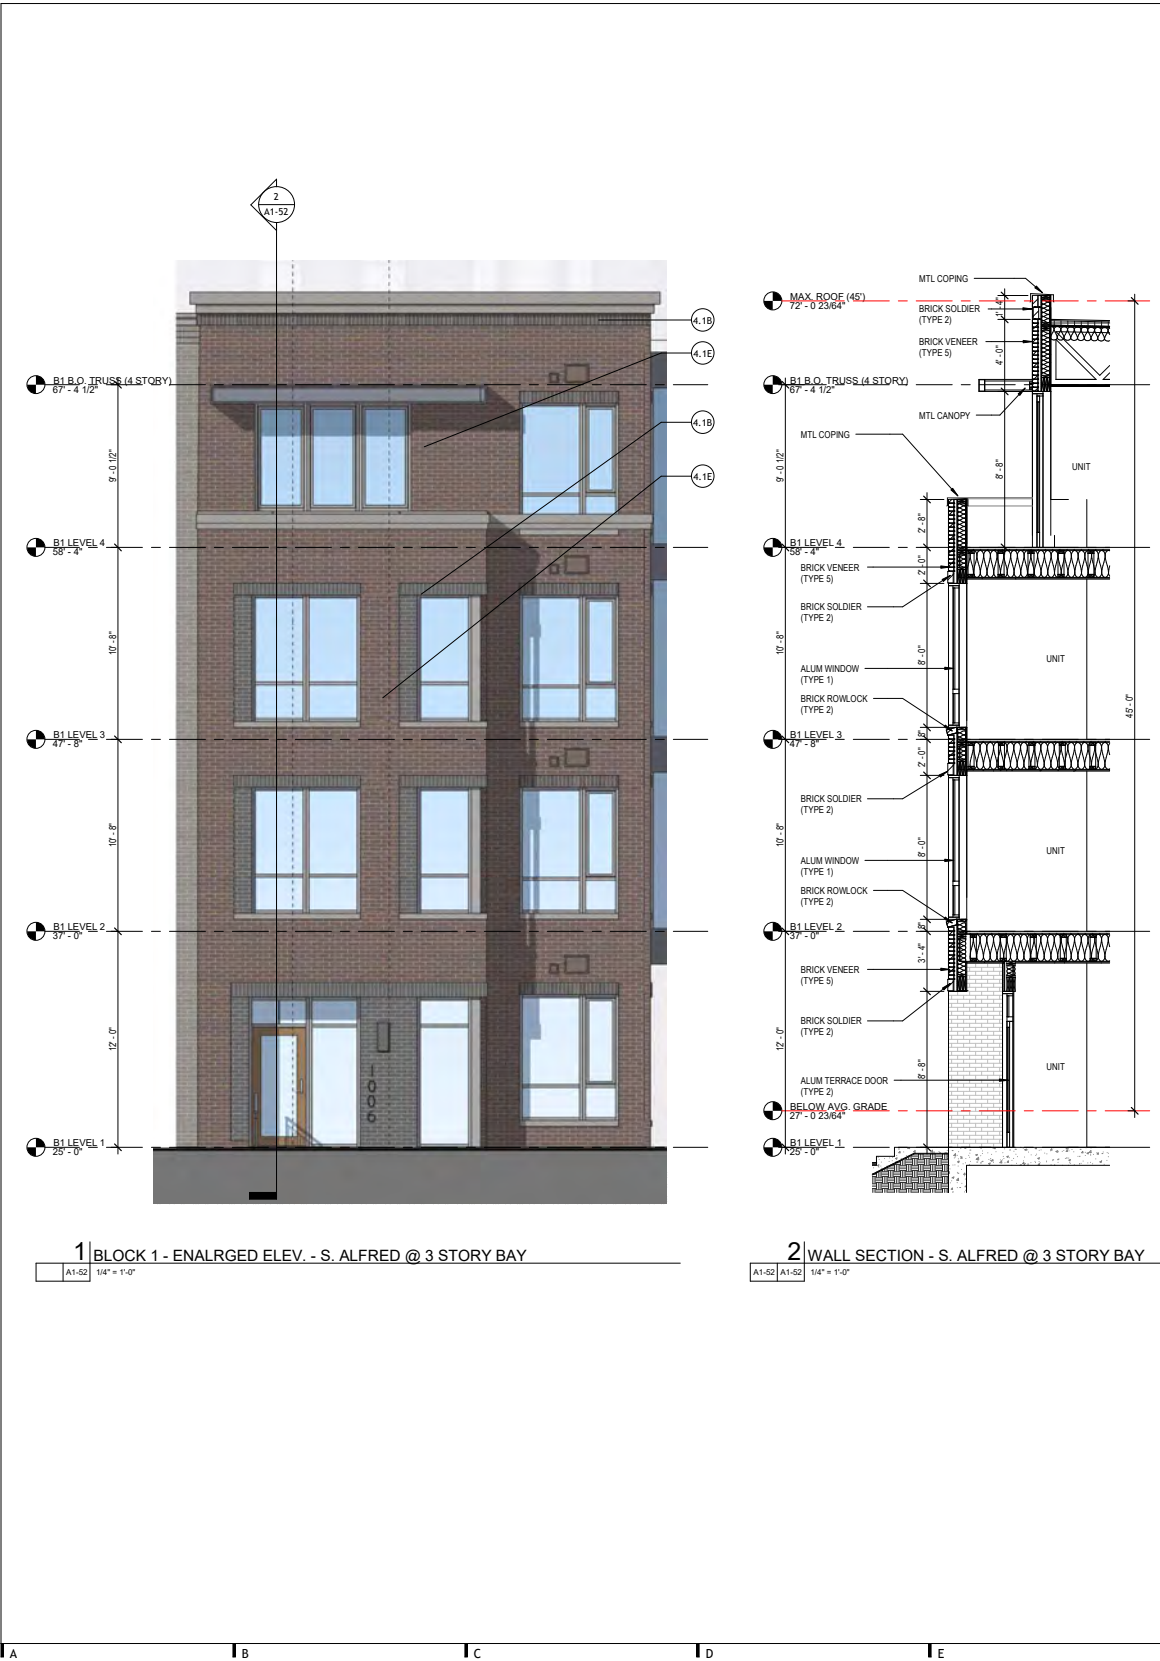 2
A1-52
4.1B
4.1E
4.1B
4.1E
B1 B.O. TRUSS (4 STORY)
67' - 4 1/2"
9' - 0 1/2"
B1 LEVEL 4
58' - 4"
10' - 8"
B1 LEVEL 3
47' - 8"
10' - 8"
B1 LEVEL 2
37' - 0"
12' - 0"
B1 LEVEL 1
25' - 0"
1006
1 BLOCK 1 - ENALRGED ELEV. - S. ALFRED @ 3 STORY BAY
A1-52 1/4" = 1'-0"
MTL COPING
MAX. ROOF (45')
72' - 0 23/64"
BRICK SOLDIER
(TYPE 2)
1' - 4"
BRICK VENEER
(TYPE 5)
4' - 0"
B1 B.O. TRUSS (4 STORY)
67' - 4 1/2"
MTL CANOPY
MTL COPING
9' - 0 1/2"
8' - 8"
UNIT
2' - 8"
B1 LEVEL 4
58' - 4"
BRICK VENEER
(TYPE 5)
2' - 0"
BRICK SOLDIER
(TYPE 2)
10' - 8"
8' - 0"
UNIT
ALUM WINDOW
(TYPE 1)
BRICK ROWLOCK
(TYPE 2)
45' - 0"
B1 LEVEL 3
47' - 8"
8"
2' - 0"
BRICK SOLDIER
(TYPE 2)
10' - 8"
8' - 0"
UNIT
ALUM WINDOW
(TYPE 1)
BRICK ROWLOCK
(TYPE 2)
B1 LEVEL 2
37' - 0"
8"
3' - 4"
BRICK VENEER
(TYPE 5)
BRICK SOLDIER
(TYPE 2)
12' - 0"
8' - 8"
UNIT
ALUM TERRACE DOOR
(TYPE 2)
BELOW AVG. GRADE
27' - 0 23/64"
B1 LEVEL 1
25' - 0"
2 WALL SECTION - S. ALFRED @ 3 STORY BAY
A1-52 A1-52 1/4" = 1'-0"
A B C D E